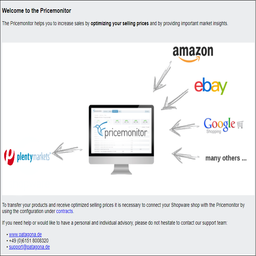 Welcome to the Pricemonitor
The Pricemonitor helps you to increase sales by optimizing your selling prices and by providing important market insights.
amazon
ebay
Google
Shopping
pricemonitor
plentymarkets
many others ...
To transfer your products and receive optimized selling prices it is necessary to connect your Shopware shop with the Pricemonitor by
using the configuration under contracts.
If you need help or would like to have a personal and individual advisory, please do not hesitate to contact our support team:
• www.patagona.de
• +49 (0)6151 6008320
• support@patagona.de